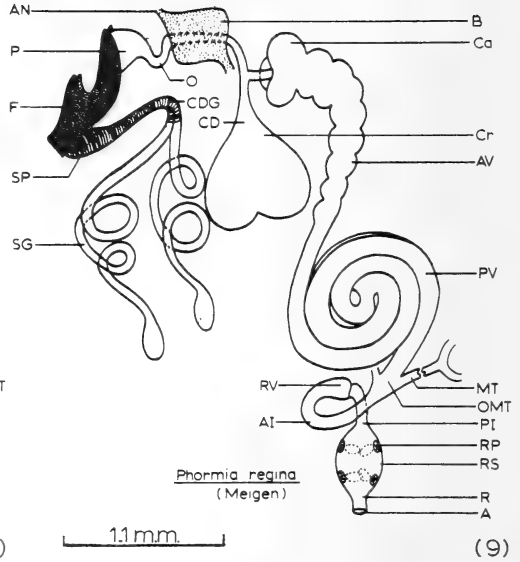 AN
B
Ca
P
O
F
CDG
CD
Cr
AV
SP
SG
PV
T
RV
MT
OMT
AI
PI
RP
RS
Phormia regina
(Meigen)
R
A
1.1 m.m.
)
(9)